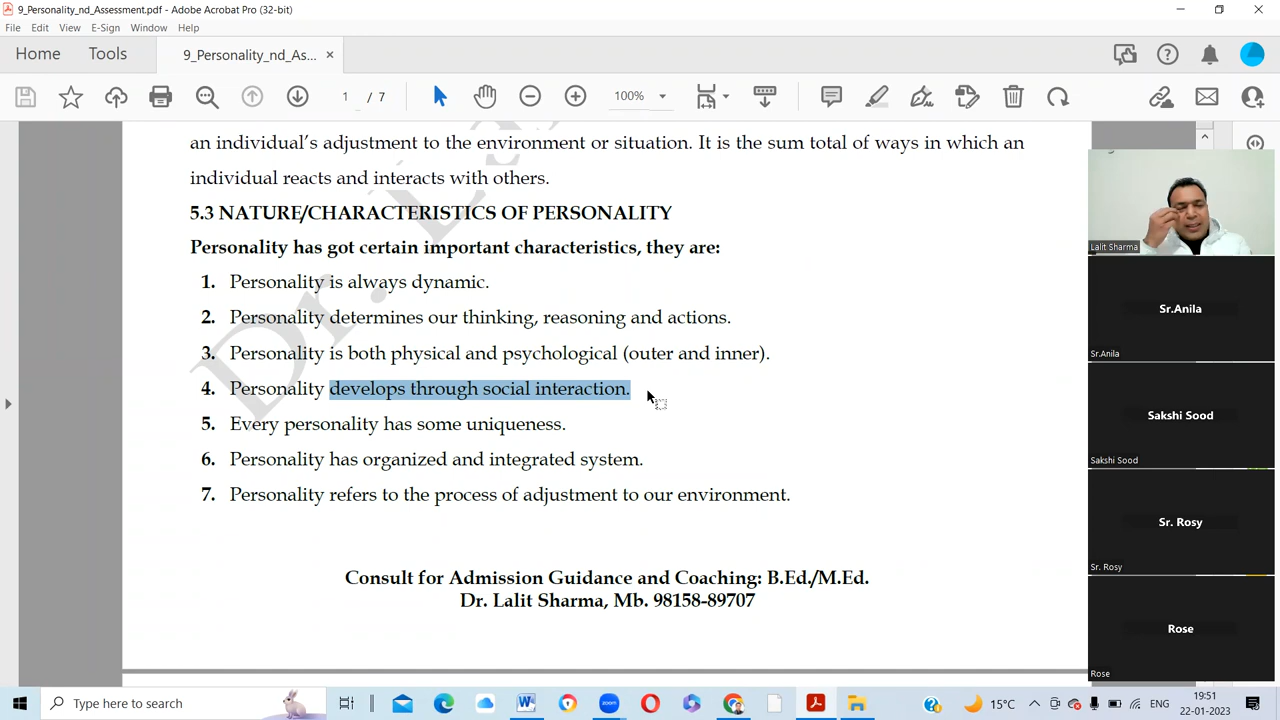 9_Personality_nd_Assessment.pdf - Adobe Acrobat Pro (32-bit)
File Edit View E-Sign Window Help
Home Tools 9_Personality_nd_As... ×
1 / 7 100%
an individual's adjustment to the environment or situation. It is the sum total of ways in which an
individual reacts and interacts with others.
5.3 NATURE/CHARACTERISTICS OF PERSONALITY
Personality has got certain important characteristics, they are:
1. Personality is always dynamic.
2. Personality determines our thinking, reasoning and actions.
3. Personality is both physical and psychological (outer and inner).
4. Personality develops through social interaction.
5. Every personality has some uniqueness.
6. Personality has organized and integrated system.
7. Personality refers to the process of adjustment to our environment.
Consult for Admission Guidance and Coaching: B.Ed./M.Ed.
Dr. Lalit Sharma, Mb. 98158-89707
Dr. La
Lalit Sharma
Sr.Anila
Sr.Anila
Sakshi Sood
Sakshi Sood
Sr. Rosy
Sr. Rosy
Rose
Rose
Type here to search
zoom
15°C
ENG
19:51
22-01-2023